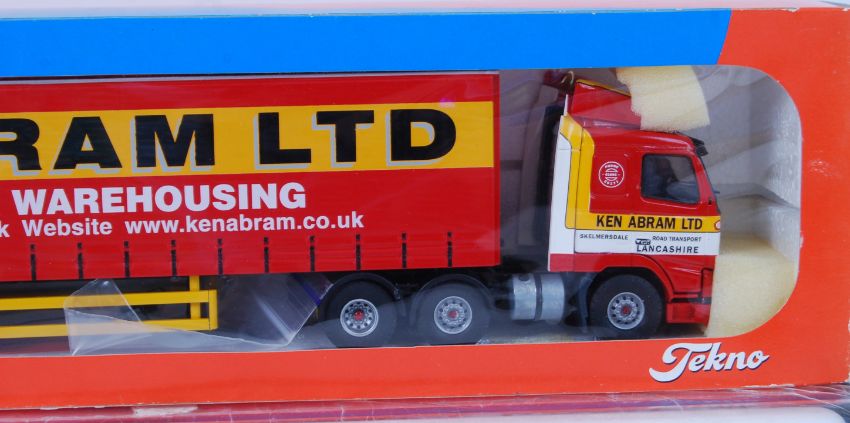 RAM LTD
WAREHOUSING
k Website www.kenabram.co.uk
KEN ABRAM LTD
SKELMERSDALE ROAD TRANSPORT
LANCASHIRE
Tekno